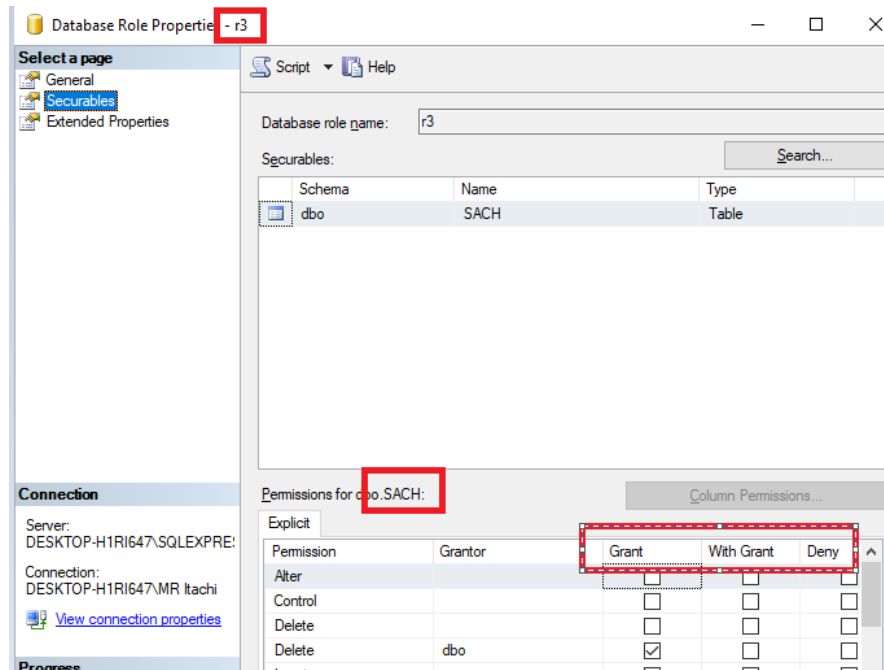 Database Role Propertie - r3
Select a page
General
Securables
Extended Properties
Script
Help
Database role name:
r3
Securables:
Search...
Schema Name Type
dbo SACH Table
Connection
Server:
DESKTOP-H1RI647\SQLEXPRE
Connection:
DESKTOP-H1RI647\MR Itachi
View connection properties
Progress
Permissions for dbo.SACH:
Column Permissions...
Explicit
Permission Grantor Grant With Grant Deny
Alter
Control
Delete
Delete dbo